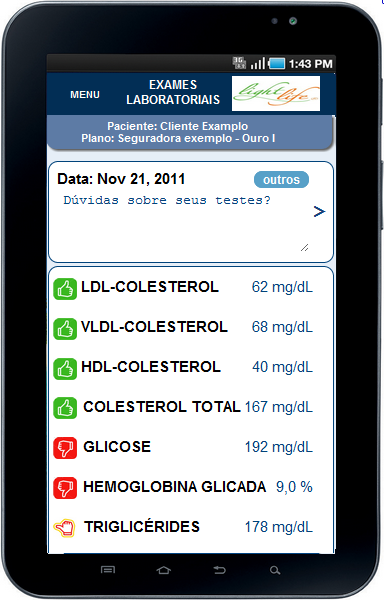 3G
1:43 PM
MENU
EXAMES
LABORATORIAIS
light
life
Paciente: Cliente Examplo
Plano: Seguradora exemplo - Ouro I
Data: Nov 21, 2011
outros
Dúvidas sobre seus testes?
>
LDL-COLESTEROL 62 mg/dL
VLDL-COLESTEROL 68 mg/dL
HDL-COLESTEROL 40 mg/dL
COLESTEROL TOTAL 167 mg/dL
GLICOSE 192 mg/dL
HEMOGLOBINA GLICADA 9,0 %
TRIGLICÉRIDES 178 mg/dL